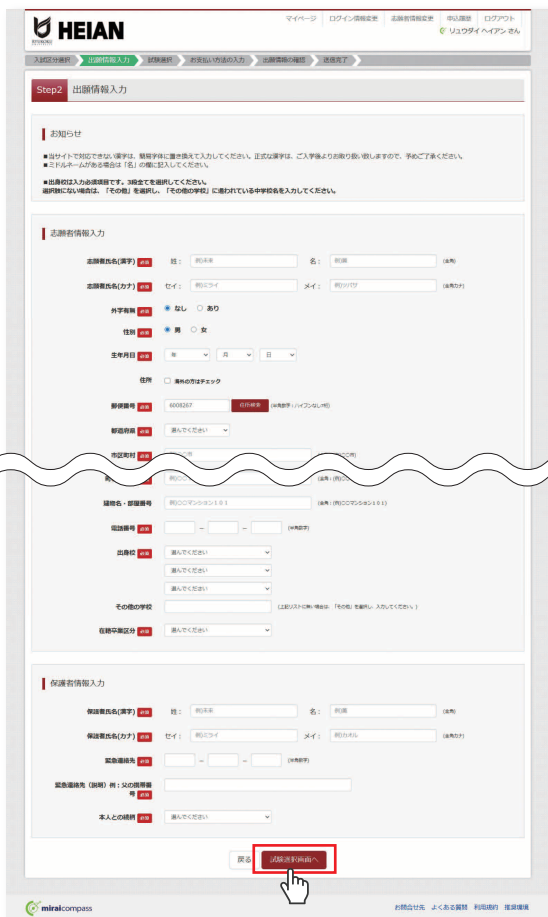 マイページ ログイン情報変更 志願者情報変更 申込履歴 ログアウト
リュウダイ ヘイアン さん
HEIAN
入試区分選択 出願情報入力 試験選択 お支払い方法の入力 出願情報の確認 送信完了
Step2 出願情報入力
お知らせ
■当サイトで対応できない漢字は、簡易字体に置き換えて入力してください。正式な漢字は、ご入学後よりお取り扱い致しますので、予めご了承ください。
■ミドルネームがある場合は「名」の欄に記入してください。
■出身校は入力必須項目です。3段全てを選択してください。
選択肢にない場合は、「その他」を選択し、「その他の学校」に通われている中学校名を入力してください。
志願者情報入力
志願者氏名(漢字) 必須 姓: 例)未来 名: 例)翼 (全角)
志願者氏名(カナ) 必須 セイ: 例)ミライ メイ: 例)ツバサ (全角カナ)
外字有無 必須 なし あり
性別 必須 男 女
生年月日 必須 年 月 日
住所 海外の方はチェック
郵便番号 必須 6008267 住所検索 (半角数字:ハイフンなし7桁)
都道府県 必須 選んでください
市区町村 必須
建物名・部屋番号 例)○○マンション101 (全角:(例)○○マンション101)
電話番号 必須 - - (半角数字)
出身校 必須 選んでください
選んでください
選んでください
その他の学校 (上記リストに無い場合は、「その他」を選択し、入力してください。)
在籍卒業区分 必須 選んでください
保護者情報入力
保護者氏名(漢字) 必須 姓: 例)未来 名: 例)薫 (全角)
保護者氏名(カナ) 必須 セイ: 例)ミライ メイ: 例)カオル (全角カナ)
緊急連絡先 必須 - - (半角数字)
緊急連絡先(説明)例:父の携帯番
号 必須
本人との続柄 必須 選んでください
戻る 試験選択画面へ
miraicompass お問合せ先 よくある質問 利用規約 推奨環境